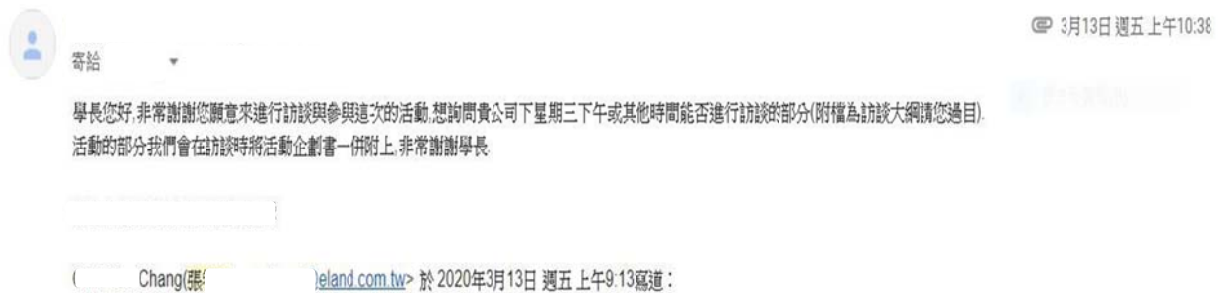 3月13日 週五 上午10:38
寄給
學長您好,非常謝謝您願意來進行訪談與參與這次的活動,想詢問貴公司下星期三下午或其他時間能否進行訪談的部分(附檔為訪談大綱請您過目).
活動的部分我們會在訪談時將活動企劃書一併附上,非常謝謝學長.
( Chang(張 )eland.com.tw> 於 2020年3月13日 週五 上午9:13寫道：